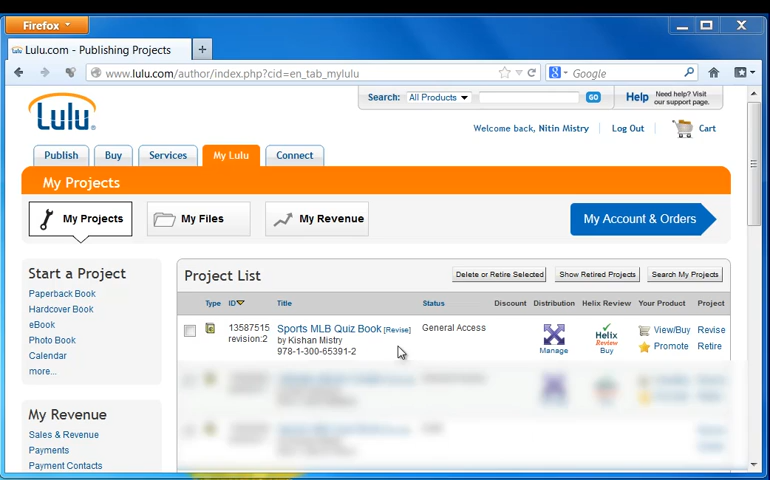 Firefox
Lulu.com - Publishing Projects
www.lulu.com/author/index.php?cid=en_tab_mylulu
Google
Search: All Products GO Help Need help? Visit our support page.
Lulu
Welcome back, Nitin Mistry Log Out Cart
Publish Buy Services My Lulu Connect
My Projects
My Projects My Files My Revenue My Account & Orders
Start a Project
Paperback Book
Hardcover Book
eBook
Photo Book
Calendar
more...
My Revenue
Sales & Revenue
Payments
Payment Contacts
Project List Delete or Retire Selected Show Retired Projects Search My Projects
Type ID Title Status Discount Distribution Helix Review Your Product Project
13587515 Sports MLB Quiz Book [Revise] General Access Helix Review View/Buy Revise
revision:2 by Kishan Mistry Promote Retire
978-1-300-65391-2 Manage Buy